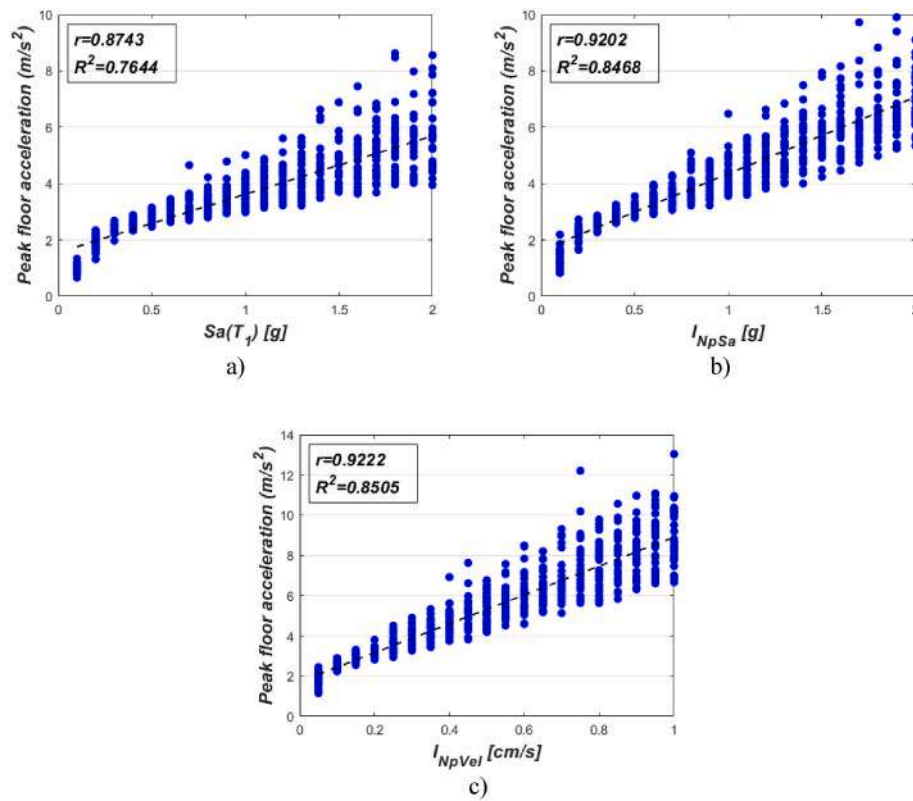 10
8
6
4
2
0
Peak floor acceleration (m/s²)
r=0.8743
R²=0.7644
0 0.5 1 1.5 2
Sa(T₁) [g]
a)
10
8
6
4
2
0
Peak floor acceleration (m/s²)
r=0.9202
R²=0.8468
0 0.5 1 1.5 2
I_NpSa [g]
b)
14
12
10
8
6
4
2
0
Peak floor acceleration (m/s²)
r=0.9222
R²=0.8505
0 0.2 0.4 0.6 0.8 1
I_NpVel [cm/s]
c)